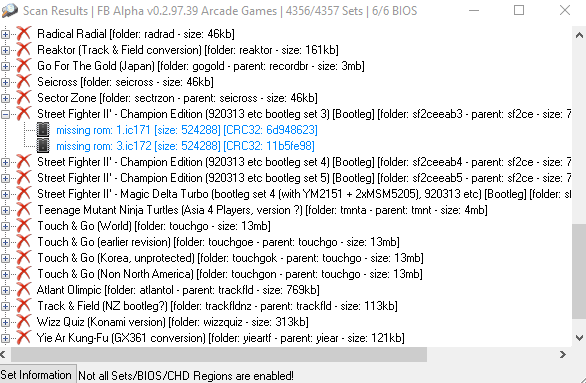 Scan Results | FB Alpha v0.2.97.39 Arcade Games | 4356/4357 Sets | 6/6 BIOS
Radical Radial [folder: radrad - size: 46kb]
Reaktor (Track & Field conversion) [folder: reaktor - size: 161kb]
Go For The Gold (Japan) [folder: gogold - parent: recordbr - size: 3mb]
Seicross [folder: seicross - size: 46kb]
Sector Zone [folder: sectrzon - parent: seicross - size: 46kb]
Street Fighter II' - Champion Edition (920313 etc bootleg set 3) [Bootleg] [folder: sf2ceeab3 - parent: sf2ce - size: 7
missing rom: 1.ic171 [size: 524288] [CRC32: 6d948623]
missing rom: 3.ic172 [size: 524288] [CRC32: 11b5fe98]
Street Fighter II' - Champion Edition (920313 etc bootleg set 4) [Bootleg] [folder: sf2ceeab4 - parent: sf2ce - size: 7
Street Fighter II' - Champion Edition (920313 etc bootleg set 5) [Bootleg] [folder: sf2ceeab5 - parent: sf2ce - size: 7
Street Fighter II' - Magic Delta Turbo (bootleg set 4 (with YM2151 + 2xMSM5205), 920313 etc) [Bootleg] [folder: sf
Teenage Mutant Ninja Turtles (Asia 4 Players, version ?) [folder: tmnta - parent: tmnt - size: 4mb]
Touch & Go (World) [folder: touchgo - size: 13mb]
Touch & Go (earlier revision) [folder: touchgoe - parent: touchgo - size: 13mb]
Touch & Go (Korea, unprotected) [folder: touchgok - parent: touchgo - size: 13mb]
Touch & Go (Non North America) [folder: touchgon - parent: touchgo - size: 13mb]
Atlant Olimpic [folder: atlantol - parent: trackfld - size: 769kb]
Track & Field (NZ bootleg?) [folder: trackfldnz - parent: trackfld - size: 113kb]
Wizz Quiz (Konami version) [folder: wizzquiz - size: 313kb]
Yie Ar Kung-Fu (GX361 conversion) [folder: yieartf - parent: yiear - size: 121kb]
Set Information Not all Sets/BIOS/CHD Regions are enabled!